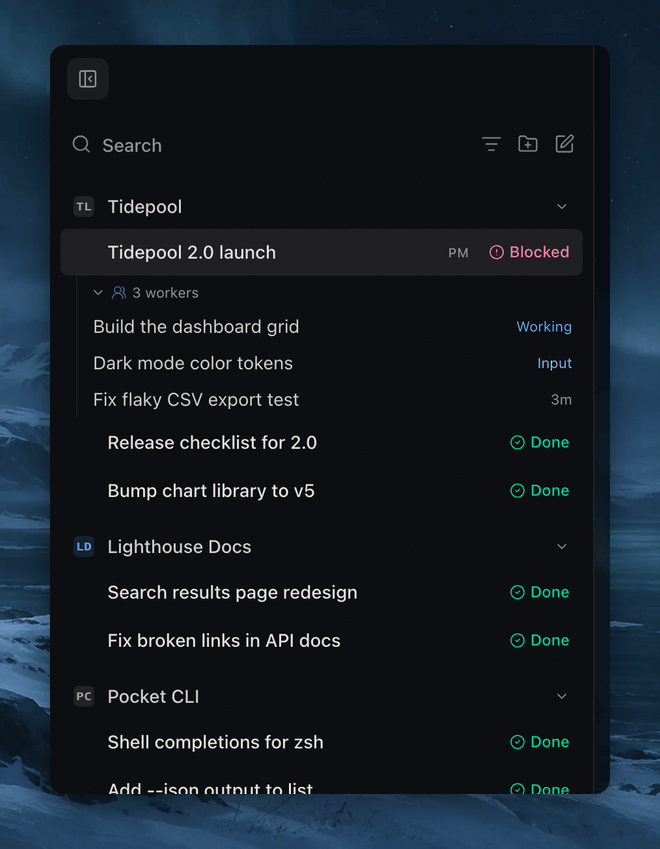 Search
TL Tidepool
Tidepool 2.0 launch PM Blocked
3 workers
Build the dashboard grid Working
Dark mode color tokens Input
Fix flaky CSV export test 3m
Release checklist for 2.0 Done
Bump chart library to v5 Done
LD Lighthouse Docs
Search results page redesign Done
Fix broken links in API docs Done
PC Pocket CLI
Shell completions for zsh Done
Add --json output to list Done